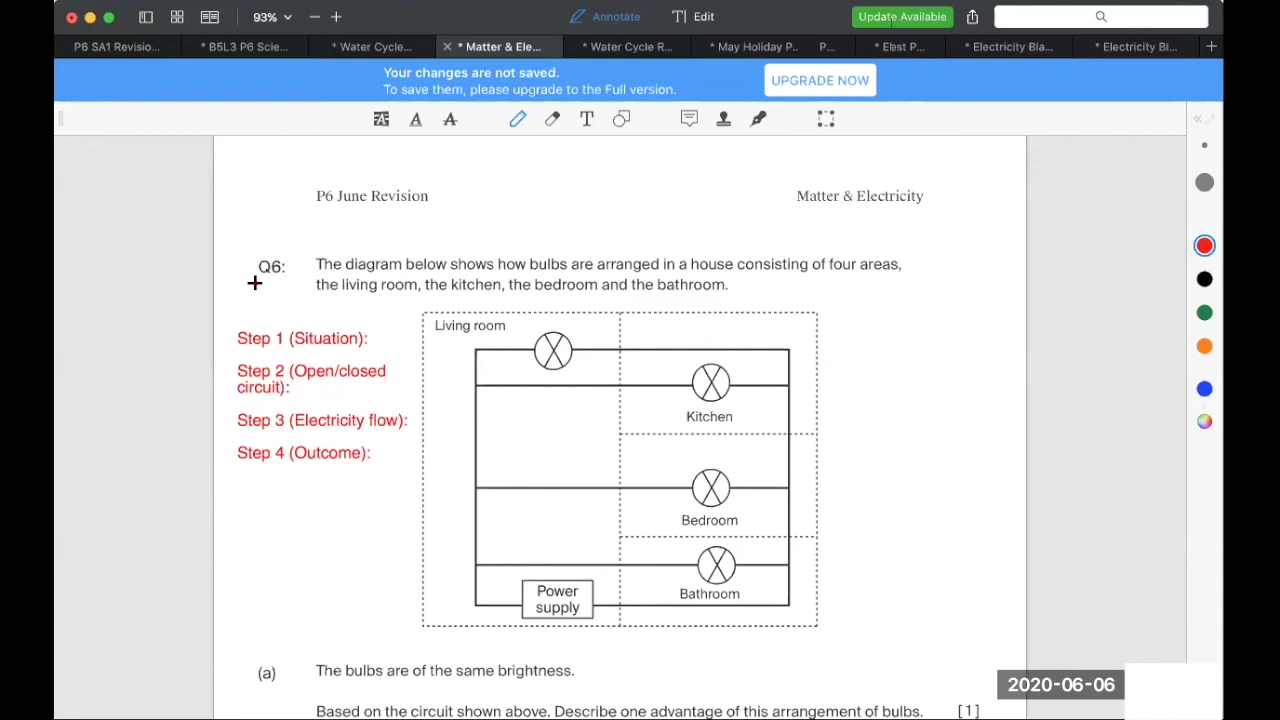 93%
Annotate
Edit
Update Available
P6 SA1 Revisio...
* B5L3 P6 Scie...
* Water Cycle...
* Matter & Ele...
* Water Cycle R...
* May Holiday P..
P...
* Elast P...
* Electricity Bla...
* Electricity Bl...
Your changes are not saved.
To save them, please upgrade to the Full version.
UPGRADE NOW
P6 June Revision
Matter & Electricity
Q6:
The diagram below shows how bulbs are arranged in a house consisting of four areas,
the living room, the kitchen, the bedroom and the bathroom.
Step 1 (Situation):
Step 2 (Open/closed
circuit):
Step 3 (Electricity flow):
Step 4 (Outcome):
Living room
Kitchen
Bedroom
Bathroom
Power
supply
(a)
The bulbs are of the same brightness.
Based on the circuit shown above. Describe one advantage of this arrangement of bulbs.
[1]
2020-06-06